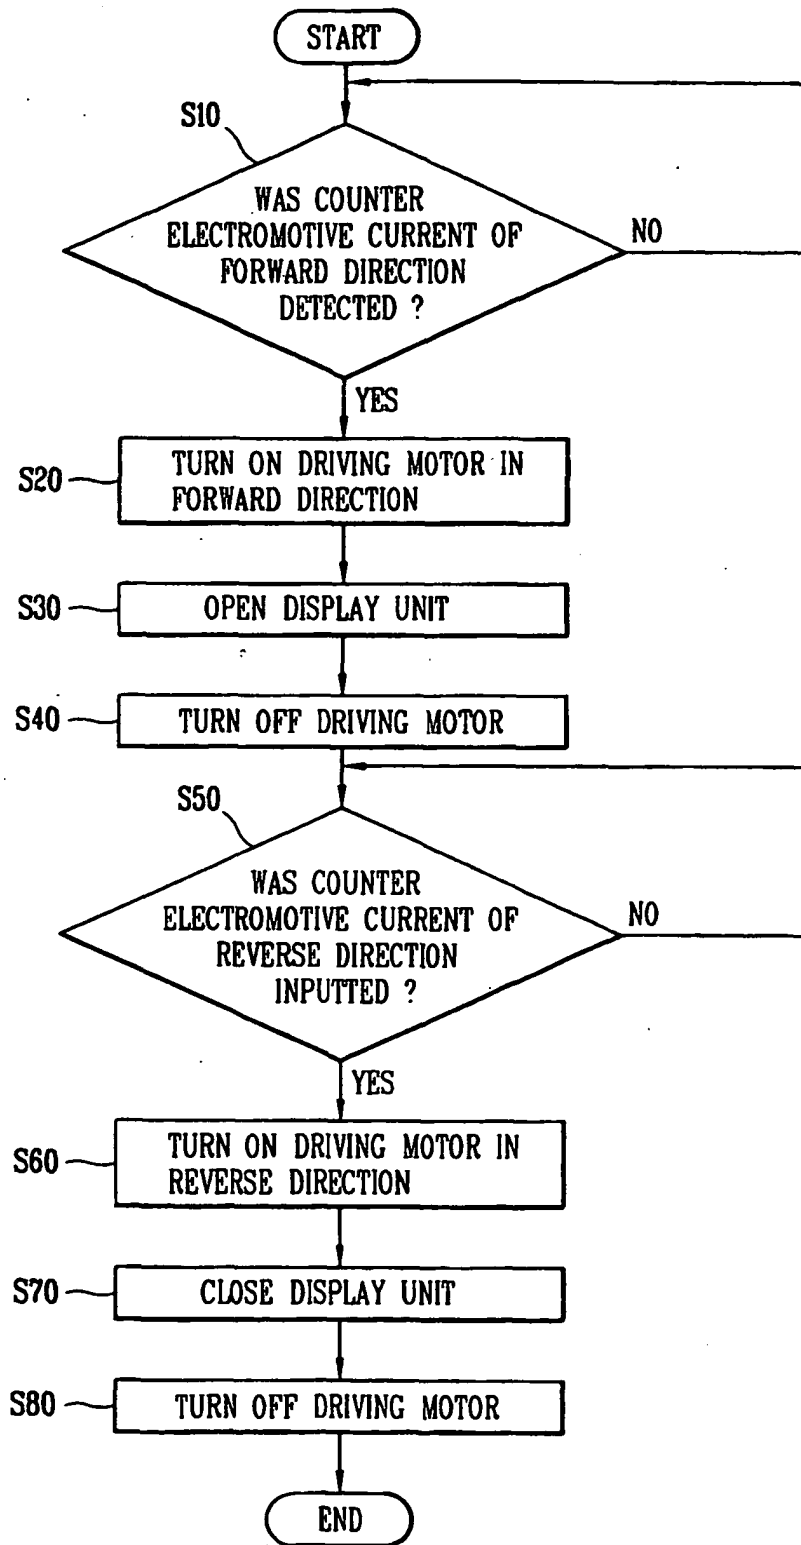 START
S10
WAS COUNTER
ELECTROMOTIVE CURRENT OF
FORWARD DIRECTION
DETECTED ?
NO
YES
S20
TURN ON DRIVING MOTOR IN
FORWARD DIRECTION
S30
OPEN DISPLAY UNIT
S40
TURN OFF DRIVING MOTOR
S50
WAS COUNTER
ELECTROMOTIVE CURRENT OF
REVERSE DIRECTION
INPUTTED ?
NO
YES
S60
TURN ON DRIVING MOTOR IN
REVERSE DIRECTION
S70
CLOSE DISPLAY UNIT
S80
TURN OFF DRIVING MOTOR
END